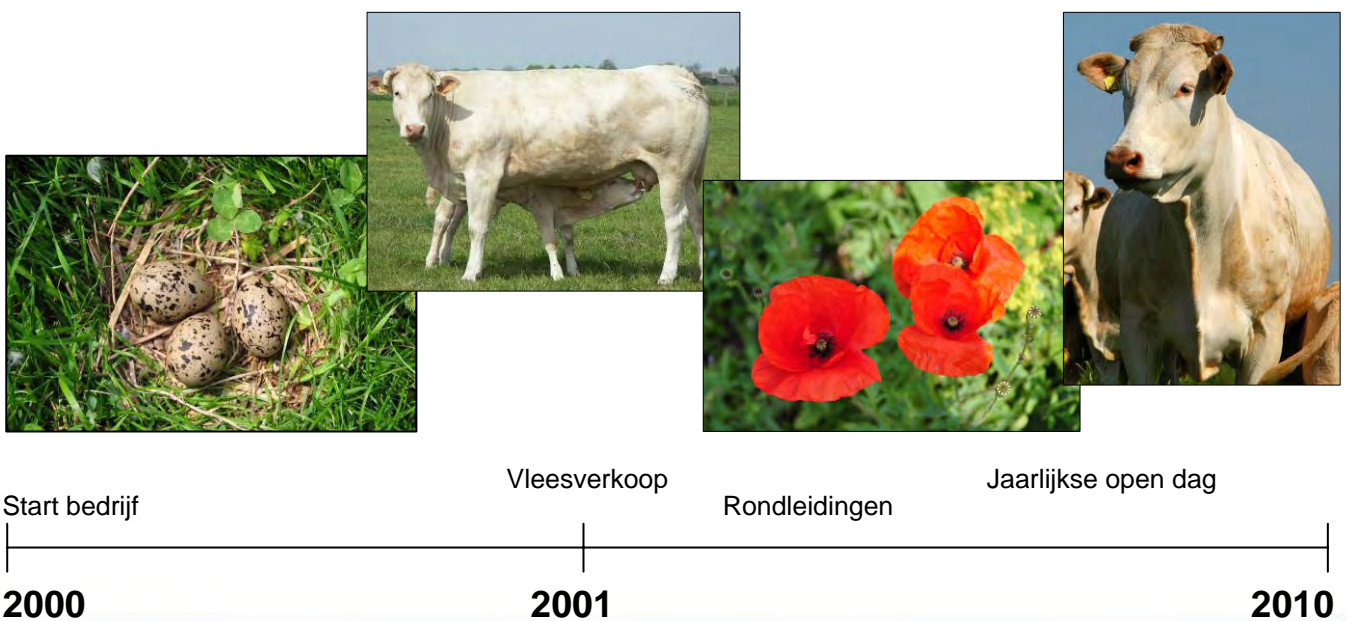 Vleesverkoop
Jaarlijkse open dag
Start bedrijf
Rondleidingen
2000
2001
2010